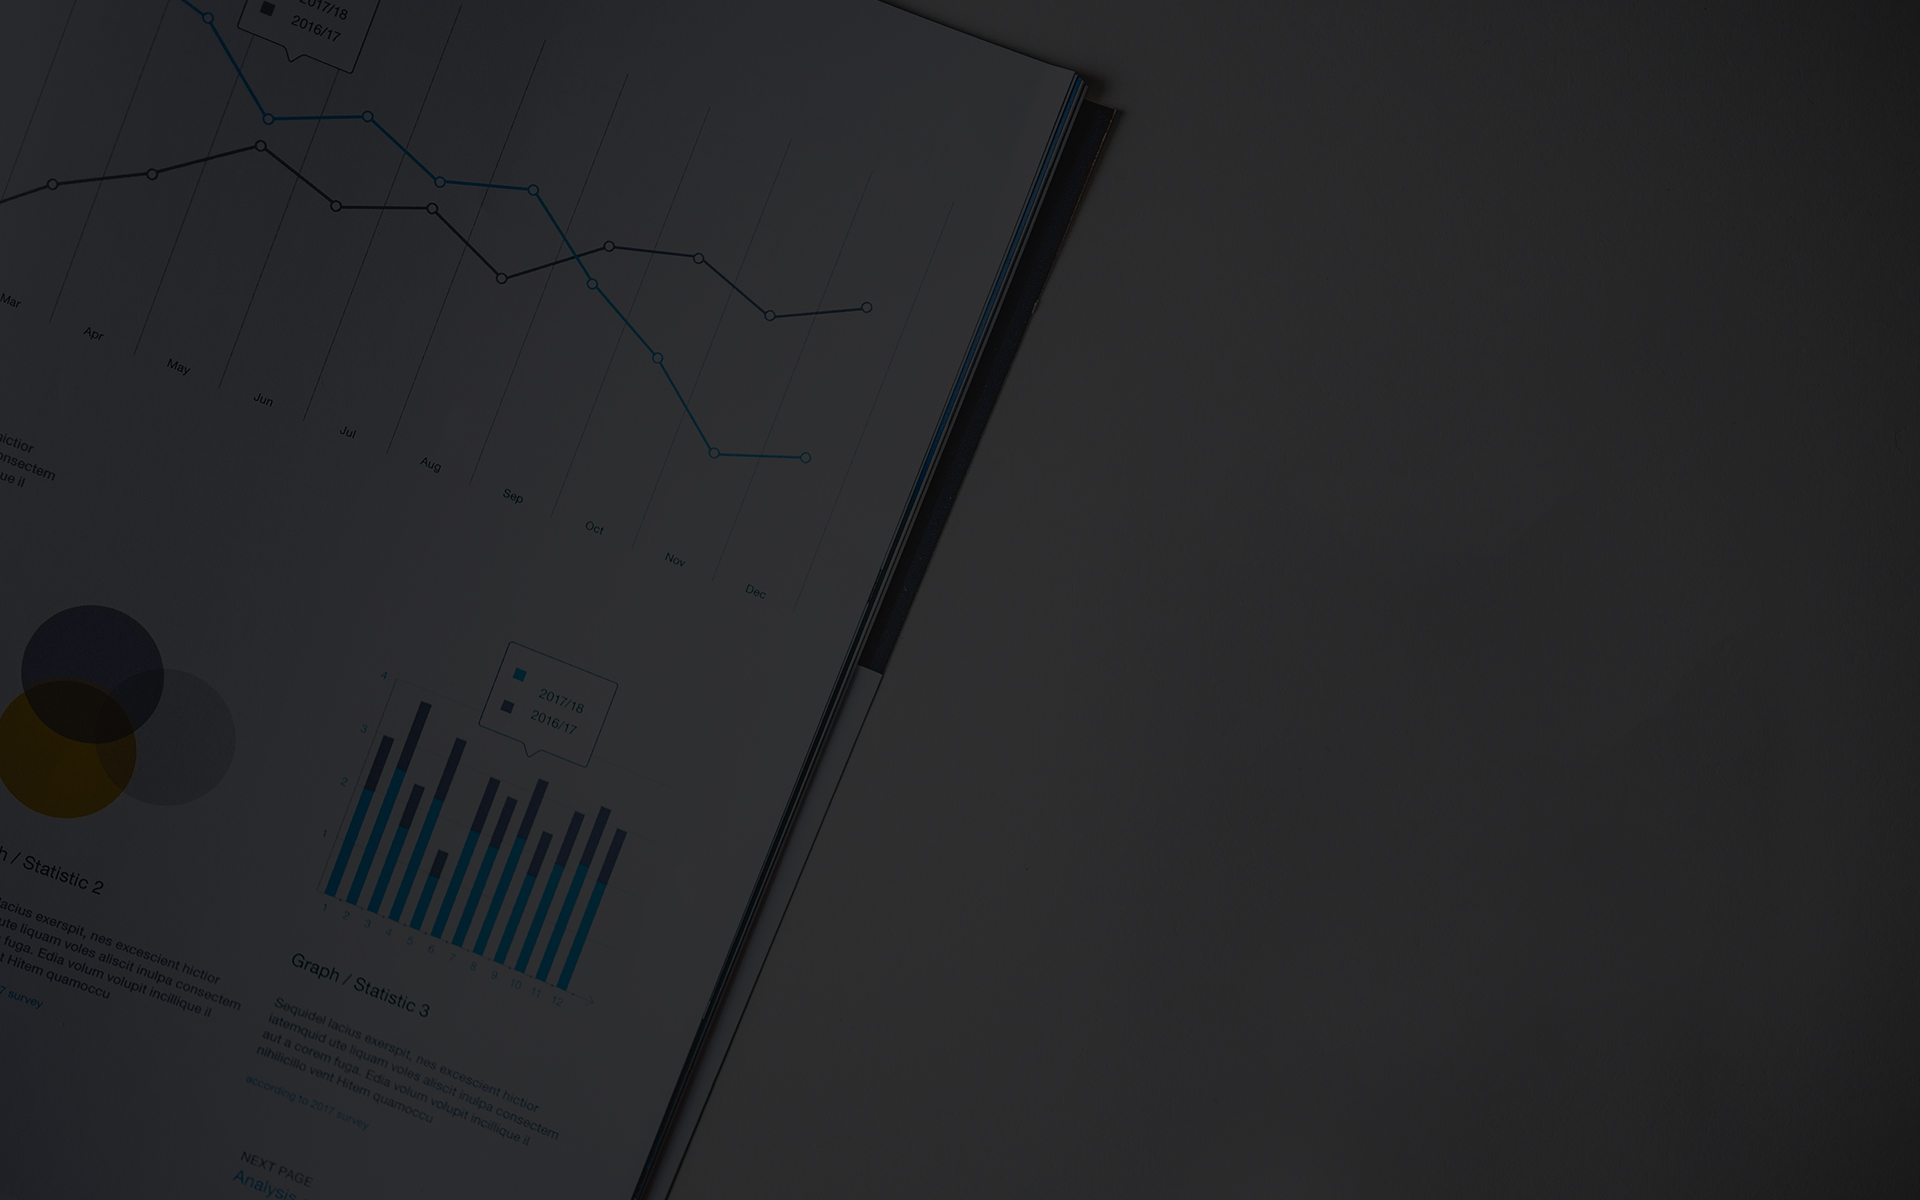 2017/18
2016/17
Mar
Apr
May
Jun
Jul
Aug
Sep
Oct
Nov
Dec
hictior
onsectem
que il
2017/18
2016/17
4
3
2
1
1 2 3 4 5 6 7 8 9 10 11 12
h / Statistic 2
lacius exerspit, nes excescient hictior
ute liquam voles aliscit inulpa consectem
fuga. Edia volum volupit incillique il
t Hitem quamoccu
7 survey
Graph / Statistic 3
Sequidel lacius exerspit, nes excescient hictior
iatemquid ute liquam voles aliscit inulpa consectem
aut a corem fuga. Edia volum volupit incillique il
nihilicillo vent Hitem quamoccu
according to 2017 survey
NEXT PAGE
Analysis